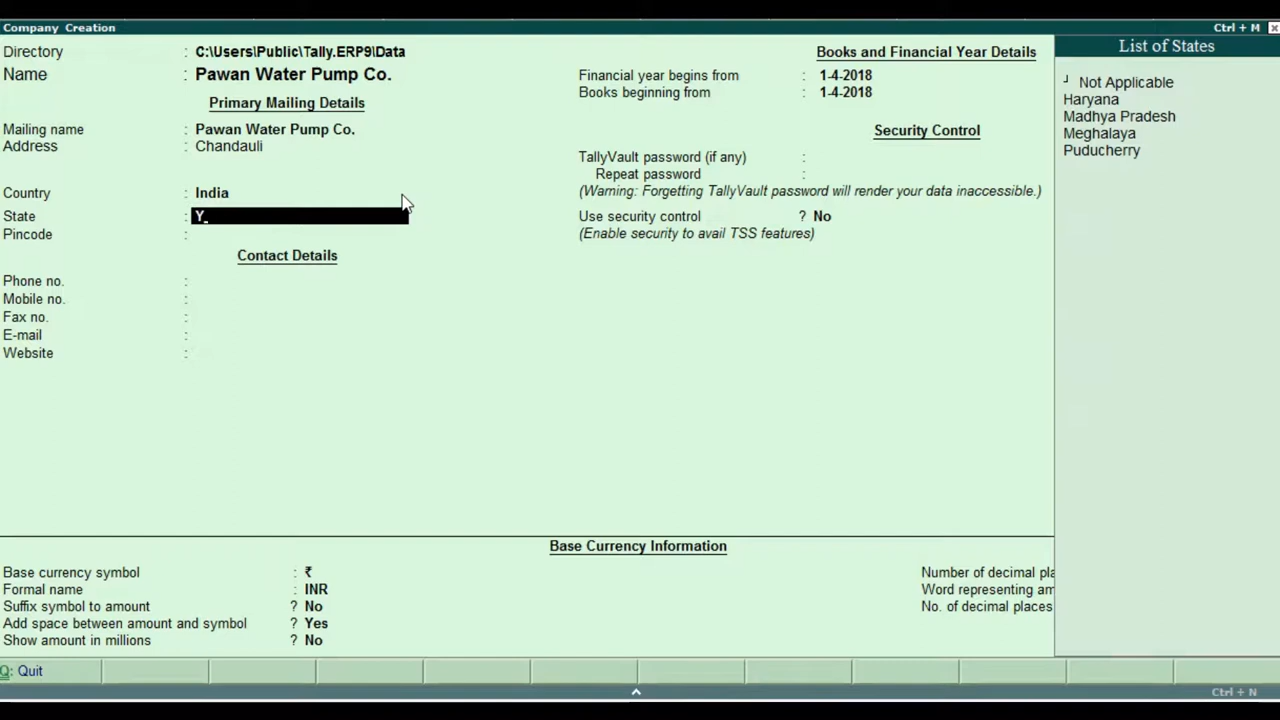 Company Creation Ctrl + M x
Directory : C:\Users\Public\Tally.ERP9\Data
Name : Pawan Water Pump Co.
Primary Mailing Details
Mailing name : Pawan Water Pump Co.
Address : Chandauli
Country : India
State : Y
Pincode :
Contact Details
Phone no. :
Mobile no. :
Fax no. :
E-mail :
Website :
Books and Financial Year Details
Financial year begins from : 1-4-2018
Books beginning from : 1-4-2018
Security Control
TallyVault password (if any) :
Repeat password :
(Warning: Forgetting TallyVault password will render your data inaccessible.)
Use security control ? No
(Enable security to avail TSS features)
List of States
Not Applicable
Haryana
Madhya Pradesh
Meghalaya
Puducherry
Base Currency Information
Base currency symbol : ₹
Formal name : INR
Suffix symbol to amount ? No
Add space between amount and symbol ? Yes
Show amount in millions ? No
Number of decimal pla
Word representing am
No. of decimal places
Q: Quit
Ctrl + N